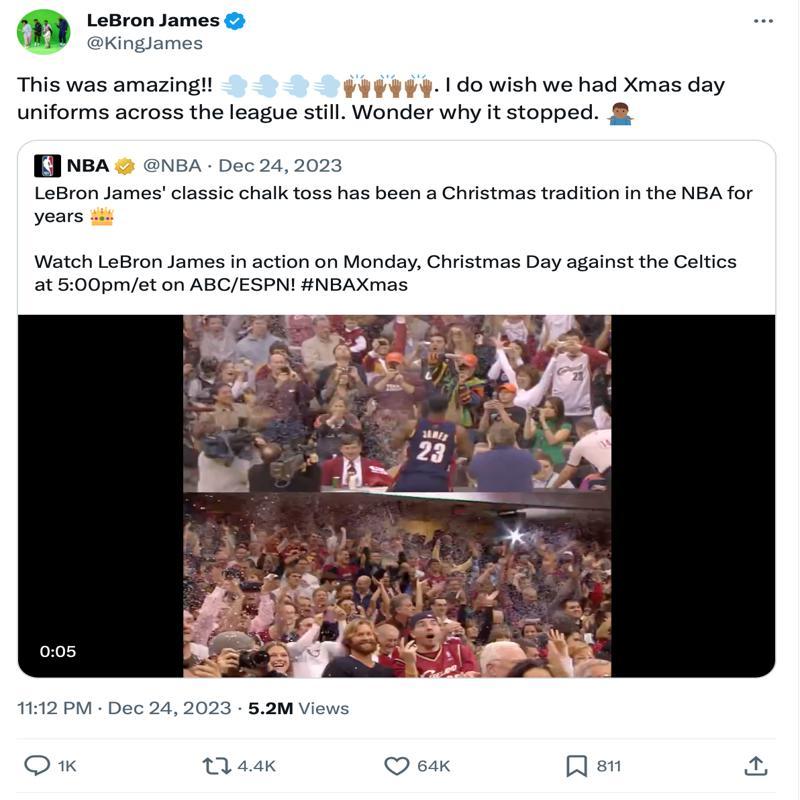 LeBron James
@KingJames
This was amazing!! 💨💨💨💨🙌🏾🙌🏾🙌🏾. I do wish we had Xmas day
uniforms across the league still. Wonder why it stopped. 🤷🏾‍♂️
NBA @NBA · Dec 24, 2023
LeBron James' classic chalk toss has been a Christmas tradition in the NBA for
years 👑
Watch LeBron James in action on Monday, Christmas Day against the Celtics
at 5:00pm/et on ABC/ESPN! #NBAXmas
23
JAMES
23
0:05
11:12 PM · Dec 24, 2023 · 5.2M Views
1K 4.4K 64K 811